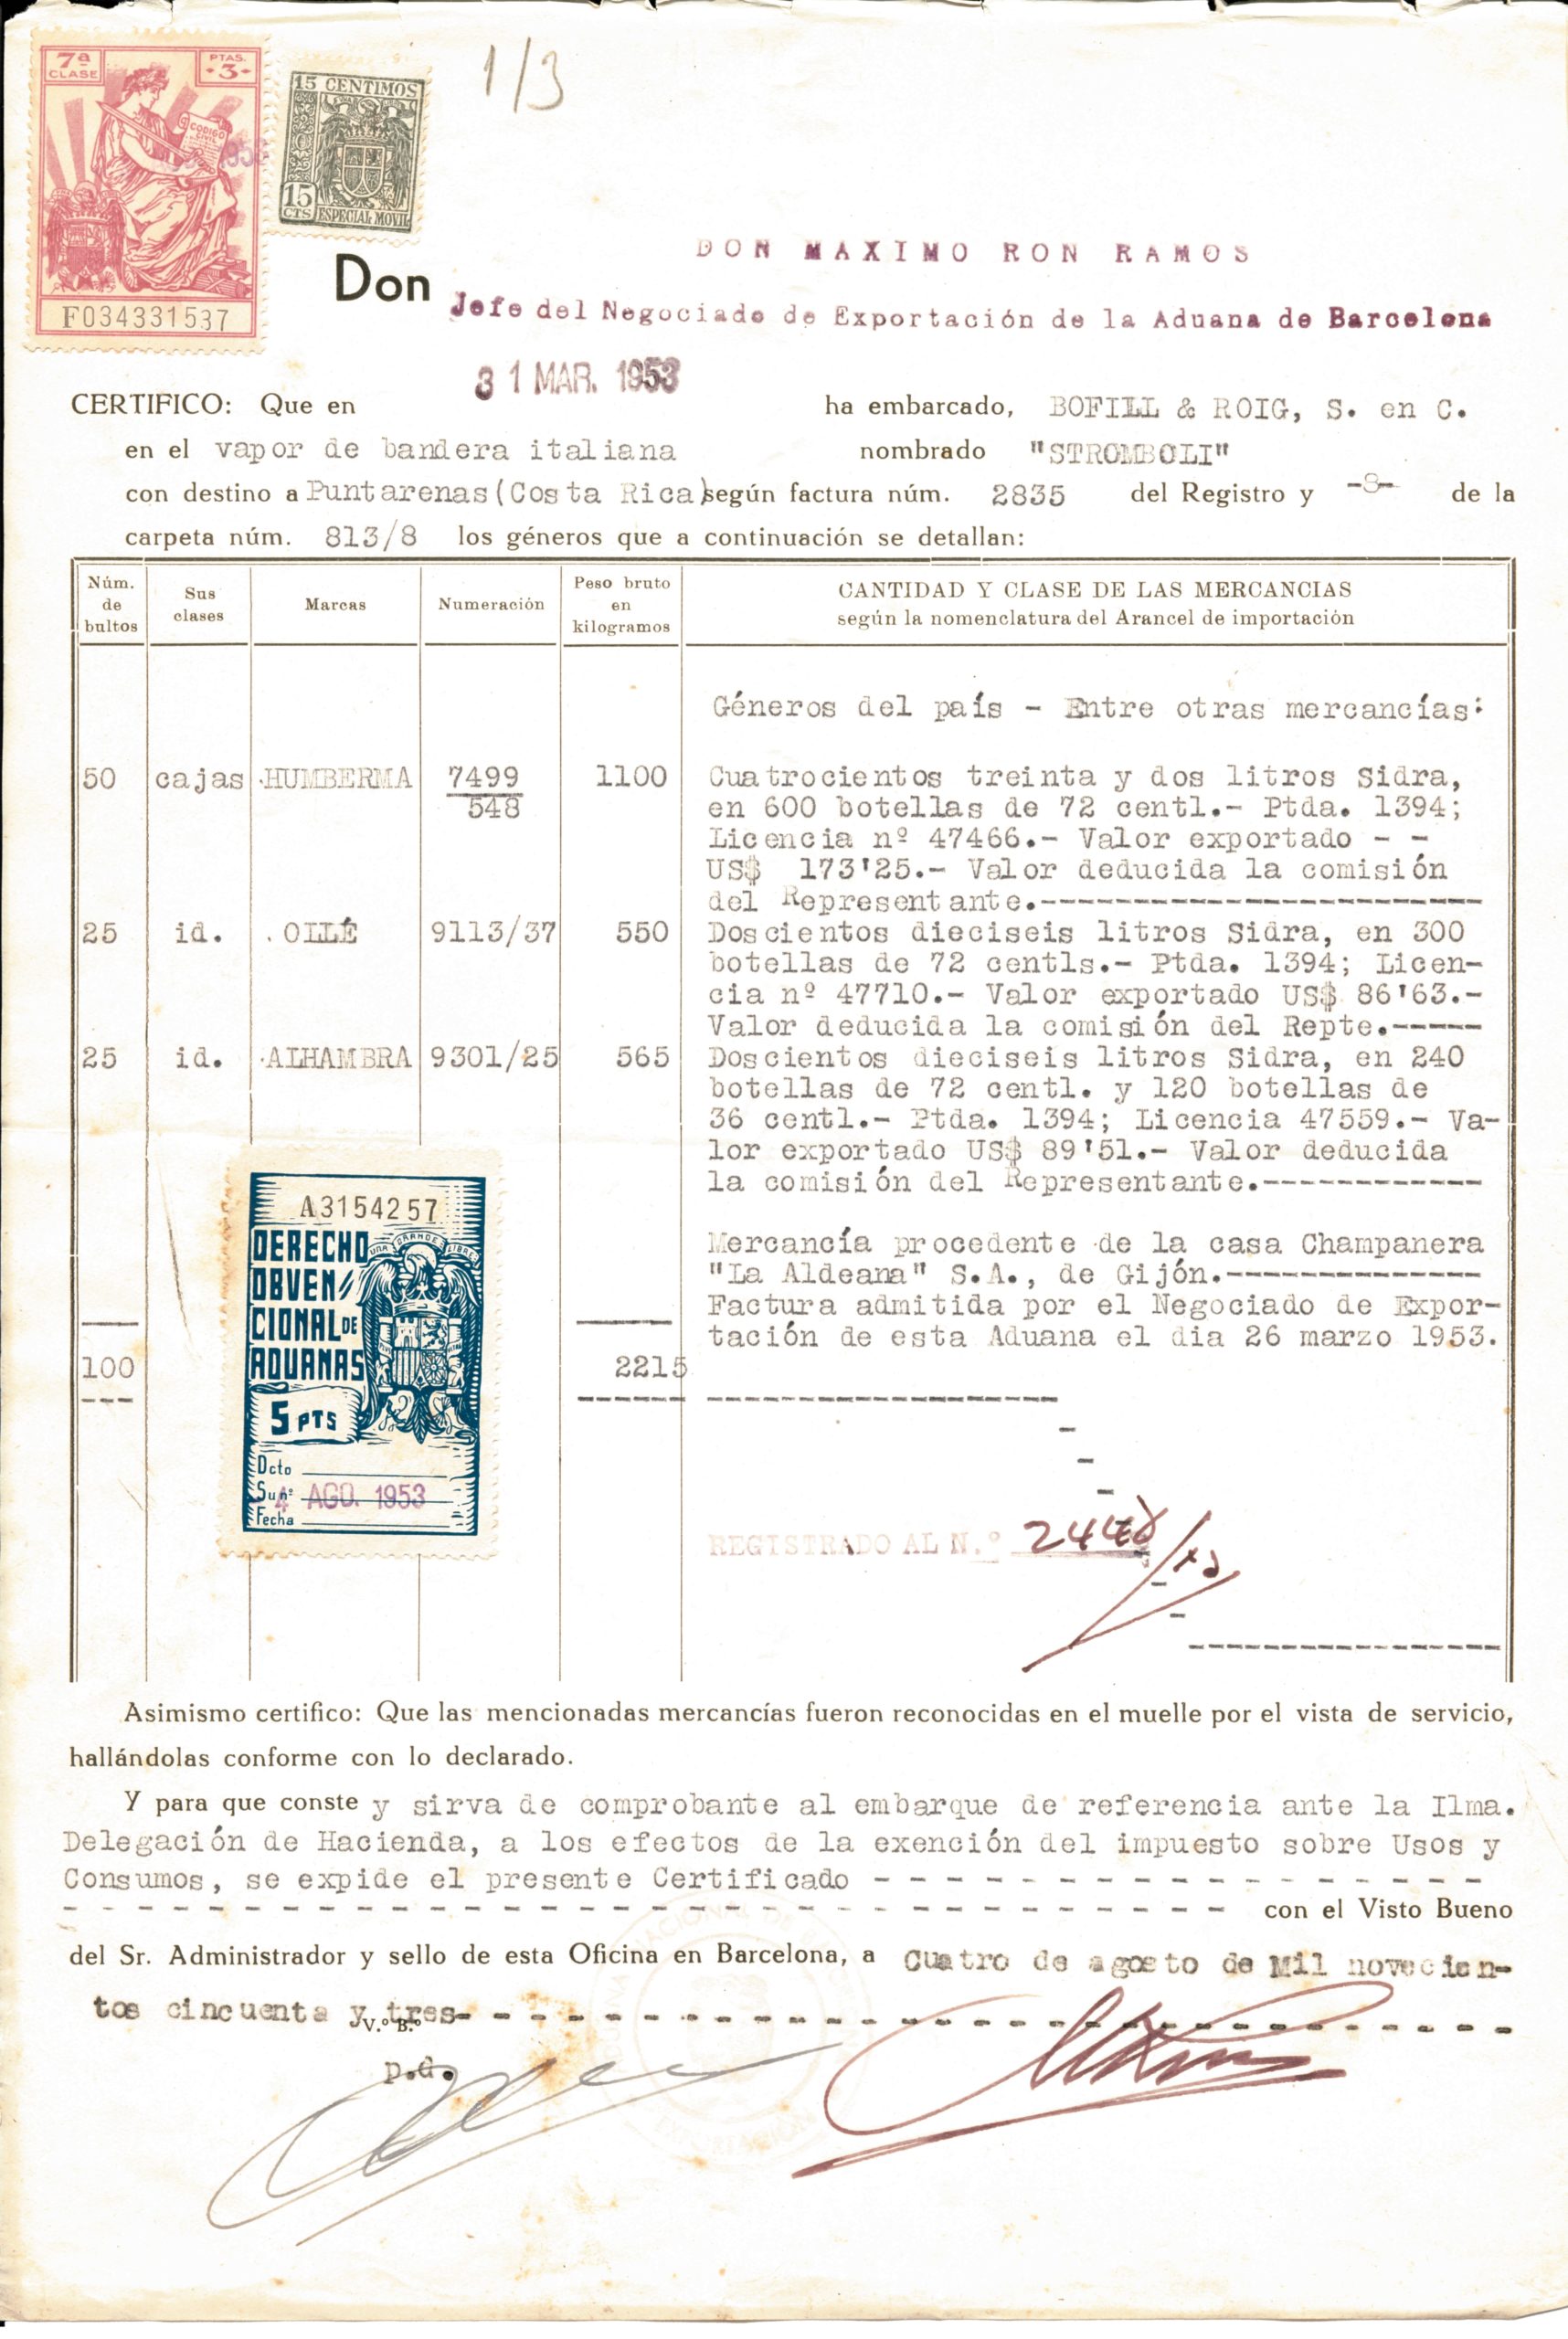 7ª
CLASE
PTAS.
-3-
CODIGO
CIVIL
1953
F034331537
15 CENTIMOS
15
CTS
ESPECIAL MOVIL
1/3
DON MAXIMO RON RAMOS
Don Jefe del Negociado de Exportación de la Aduana de Barcelona
31 MAR. 1953
CERTIFICO: Que en ha embarcado, BOFILL & ROIG, S. en C.
en el vapor de bandera italiana nombrado "STROMBOLI"
con destino a Puntarenas(Costa Rica) según factura núm. 2835 del Registro y -8- de la
carpeta núm. 813/8 los géneros que a continuación se detallan:
Núm. de bultos Sus clases Marcas Numeración Peso bruto en kilogramos CANTIDAD Y CLASE DE LAS MERCANCIAS
según la nomenclatura del Arancel de importación
Géneros del país - Entre otras mercancías:
50 cajas HUMBERMA 7499 1100 Cuatrocientos treinta y dos litros Sidra,
548 en 600 botellas de 72 centl.- Ptda. 1394;
Licencia nº 47466.- Valor exportado - -
US$ 173'25.- Valor deducida la comisión
del Representante.------------------------
25 id. OLLÉ 9113/37 550 Doscientos dieciseis litros Sidra, en 300
botellas de 72 centls.- Ptda. 1394; Licen-
cia nº 47710.- Valor exportado US$ 86'63.-
Valor deducida la comisión del Repte.-----
25 id. ALHAMBRA 9301/25 565 Doscientos dieciseis litros Sidra, en 240
botellas de 72 centl. y 120 botellas de
36 centl.- Ptda. 1394; Licencia 47559.- Va-
lor exportado US$ 89'51.- Valor deducida
la comisión del Representante.------------
Mercancía procedente de la casa Champanera
"La Aldeana" S.A., de Gijón.--------------
Factura admitida por el Negociado de Expor-
tación de esta Aduana el dia 26 marzo 1953.
100 2215
A3154257
UNA GRANDE LIBRE
DERECHO
OBVEN//
CIONAL DE
ADUANAS
5 PTS
Dcto
Su nº
4 AGO. 1953
Fecha
REGISTRADO AL N.º
Asimismo certifico: Que las mencionadas mercancías fueron reconocidas en el muelle por el vista de servicio,
hallándolas conforme con lo declarado.
Y para que conste y sirva de comprobante al embarque de referencia ante la Ilma.
Delegación de Hacienda, a los efectos de la exención del impuesto sobre Usos y
Consumos, se expide el presente Certificado - - - - - - - - - - - - - - - - -
- - - - - - - - - - - - - - - - - - - - - - - - - - - - - - - con el Visto Bueno
del Sr. Administrador y sello de esta Oficina en Barcelona, a Cuatro de agosto de Mil novecien-
tos cincuenta y tres- - - - - - - - - - - - - - - - - - - - - - - - - - - -
V.º B.º
p.d.